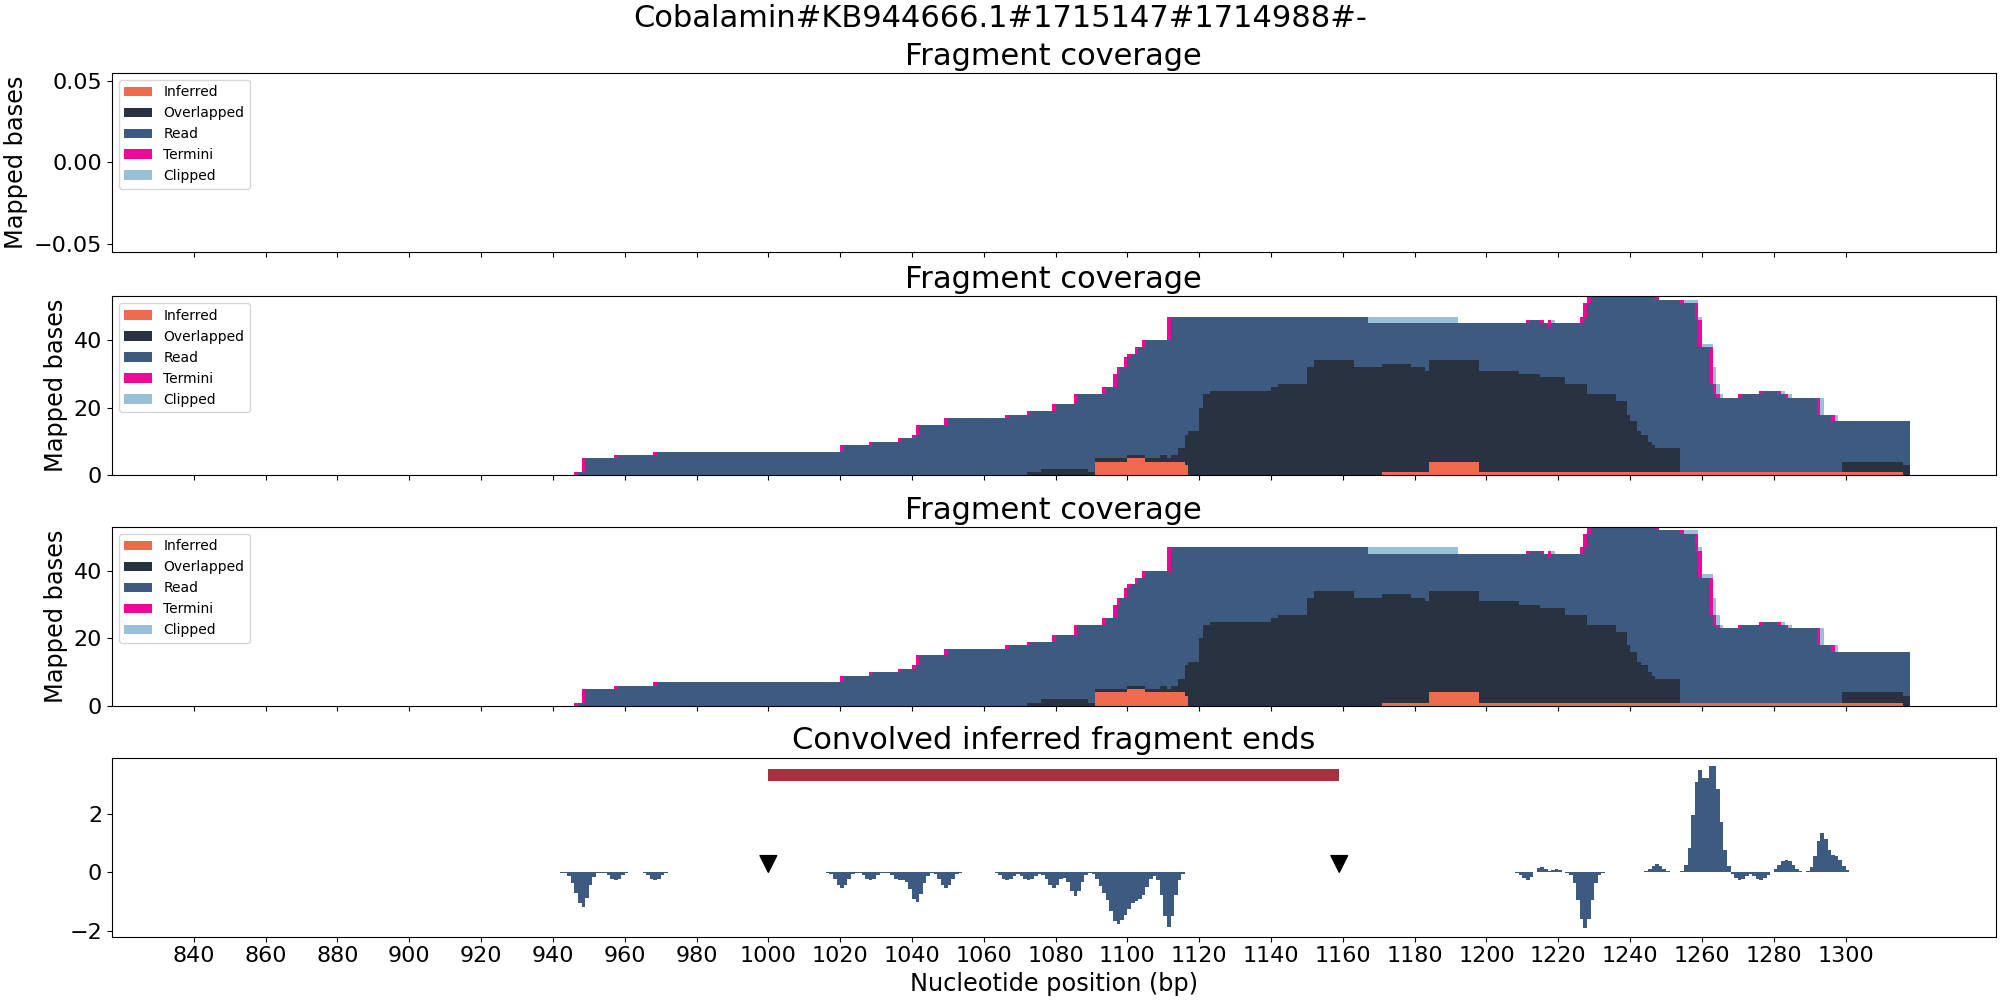 Cobalamin#KB944666.1#1715147#1714988#-
Fragment coverage
Mapped bases
0.05
0.00
−0.05
Inferred
Overlapped
Read
Termini
Clipped
Fragment coverage
Mapped bases
40
20
0
Inferred
Overlapped
Read
Termini
Clipped
Fragment coverage
Mapped bases
40
20
0
Inferred
Overlapped
Read
Termini
Clipped
Convolved inferred fragment ends
2
0
−2
840 860 880 900 920 940 960 980 1000 1020 1040 1060 1080 1100 1120 1140 1160 1180 1200 1220 1240 1260 1280 1300
Nucleotide position (bp)